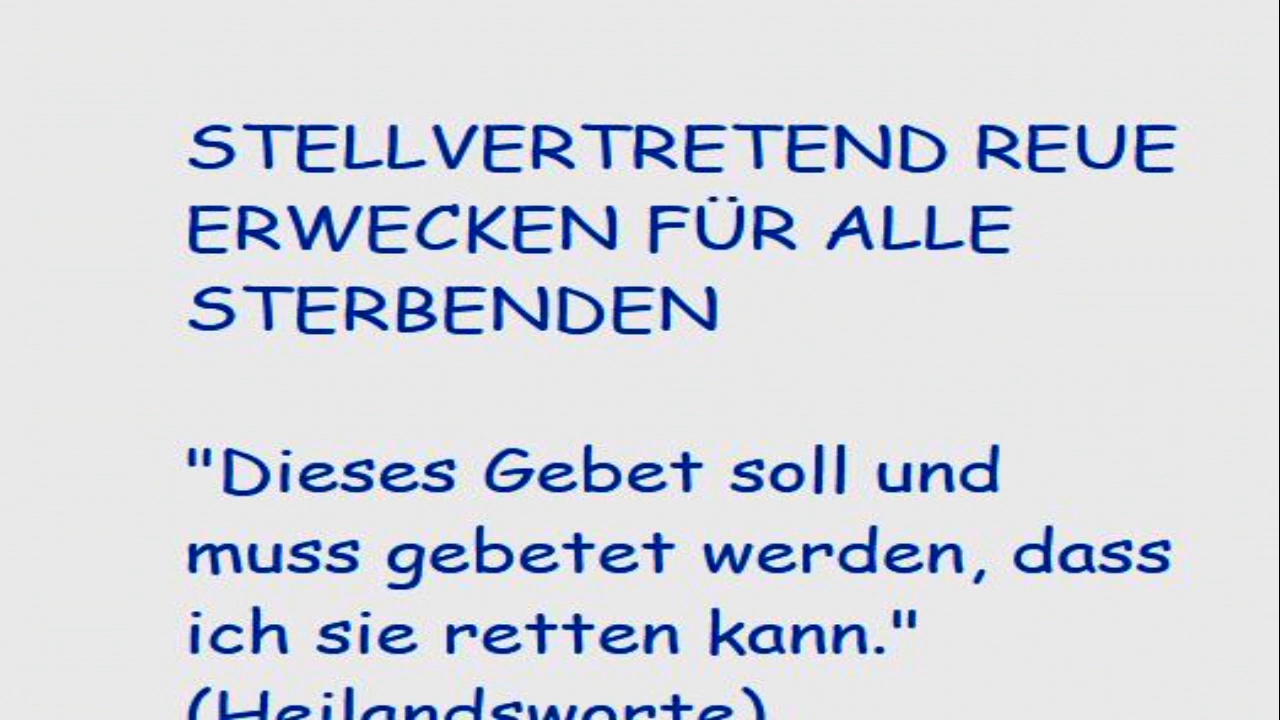 STELLVERTRETEND REUE
ERWECKEN FÜR ALLE
STERBENDEN
"Dieses Gebet soll und
muss gebetet werden, dass
ich sie retten kann."
(Heilandsworte)